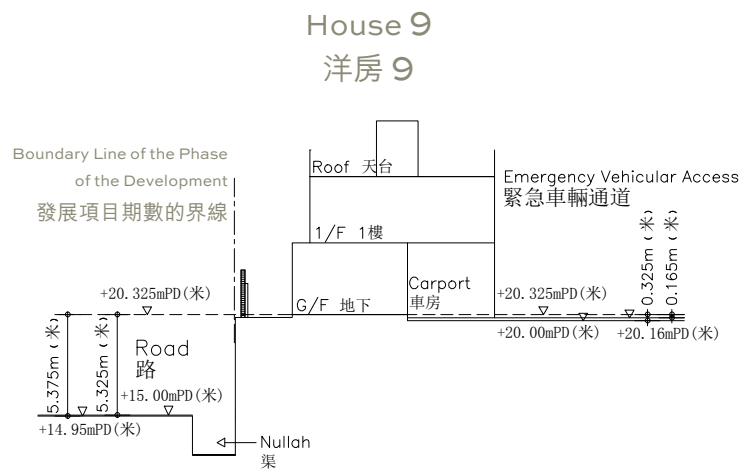 House 9
洋房 9
Boundary Line of the Phase
of the Development
發展項目期數的界線
Roof 天台
Emergency Vehicular Access
緊急車輛通道
1/F 1樓
0.325m (米)
0.165m (米)
Carport
車房
G/F 地下
+20.325mPD(米)
+20.325mPD(米)
+20.00mPD(米)
+20.16mPD(米)
Road
路
5.375m (米)
5.325m (米)
+15.00mPD(米)
+14.95mPD(米)
Nullah
渠